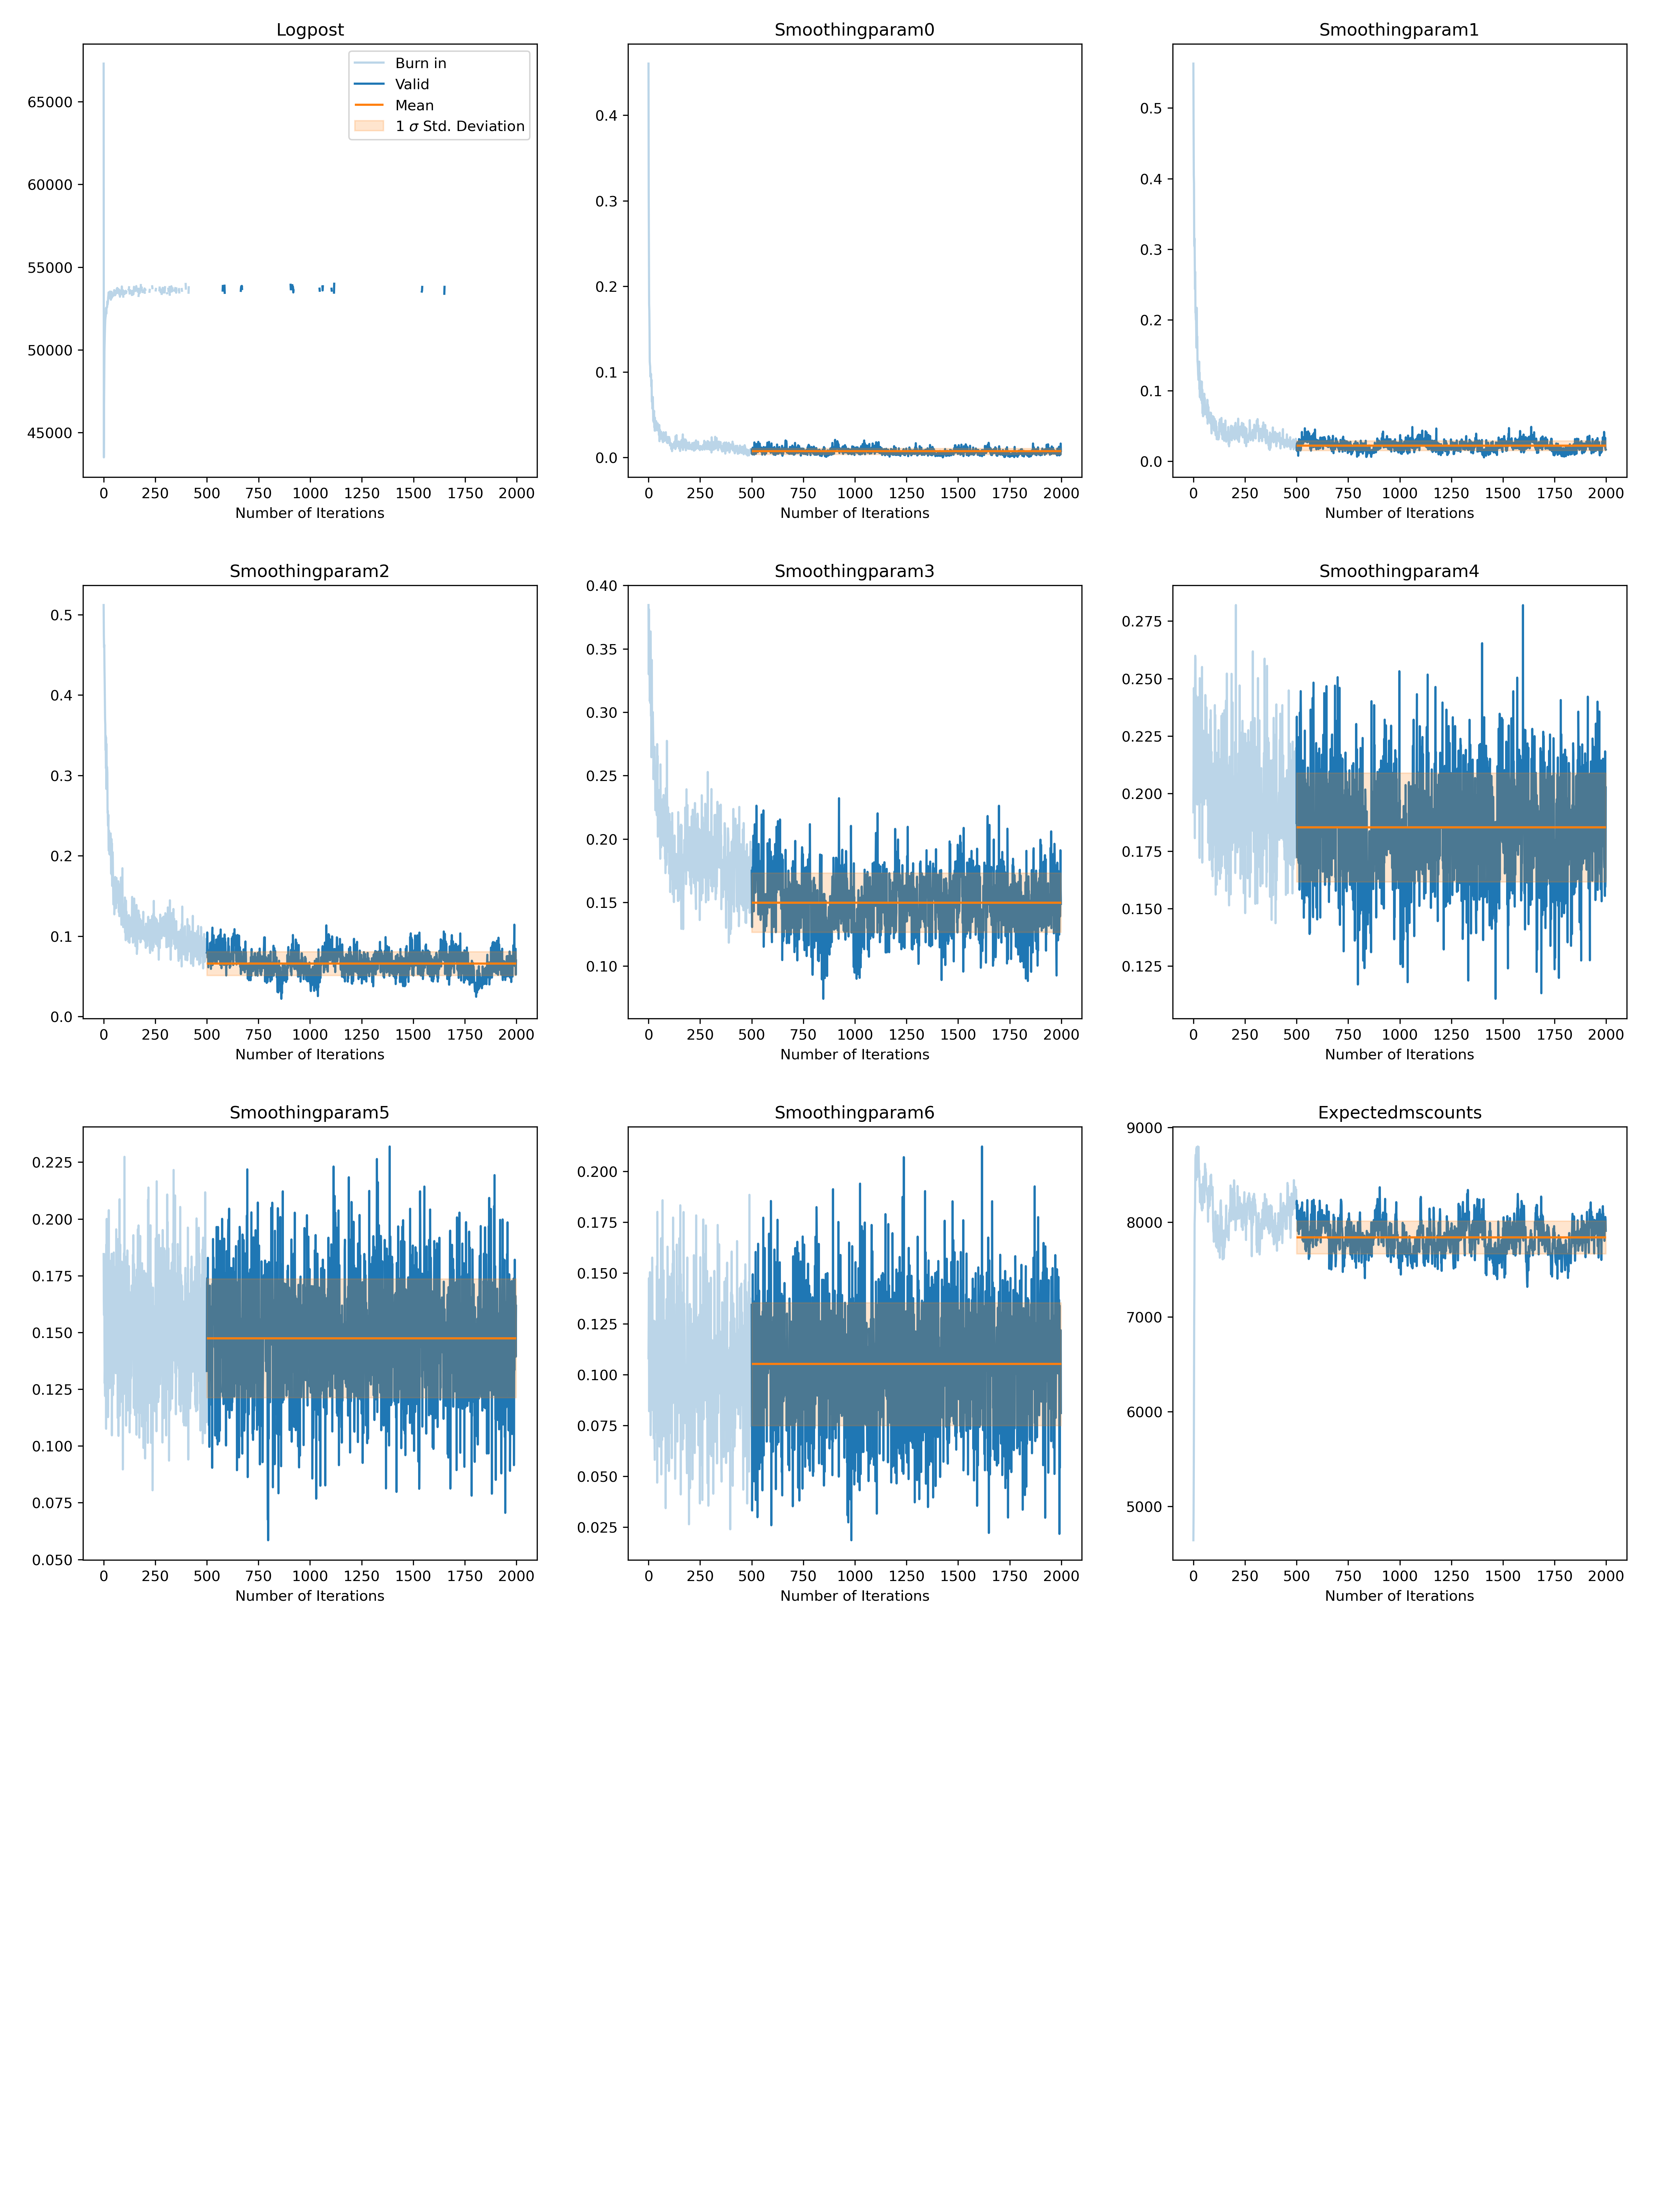 Logpost
Burn in
Valid
Mean
1 σ Std. Deviation
65000
60000
55000
50000
45000
0 250 500 750 1000 1250 1500 1750 2000
Number of Iterations
Smoothingparam0
0.4
0.3
0.2
0.1
0.0
0 250 500 750 1000 1250 1500 1750 2000
Number of Iterations
Smoothingparam1
0.5
0.4
0.3
0.2
0.1
0.0
0 250 500 750 1000 1250 1500 1750 2000
Number of Iterations
Smoothingparam2
0.5
0.4
0.3
0.2
0.1
0.0
0 250 500 750 1000 1250 1500 1750 2000
Number of Iterations
Smoothingparam3
0.40
0.35
0.30
0.25
0.20
0.15
0.10
0 250 500 750 1000 1250 1500 1750 2000
Number of Iterations
Smoothingparam4
0.275
0.250
0.225
0.200
0.175
0.150
0.125
0 250 500 750 1000 1250 1500 1750 2000
Number of Iterations
Smoothingparam5
0.225
0.200
0.175
0.150
0.125
0.100
0.075
0.050
0 250 500 750 1000 1250 1500 1750 2000
Number of Iterations
Smoothingparam6
0.200
0.175
0.150
0.125
0.100
0.075
0.050
0.025
0 250 500 750 1000 1250 1500 1750 2000
Number of Iterations
Expectedmscounts
9000
8000
7000
6000
5000
0 250 500 750 1000 1250 1500 1750 2000
Number of Iterations